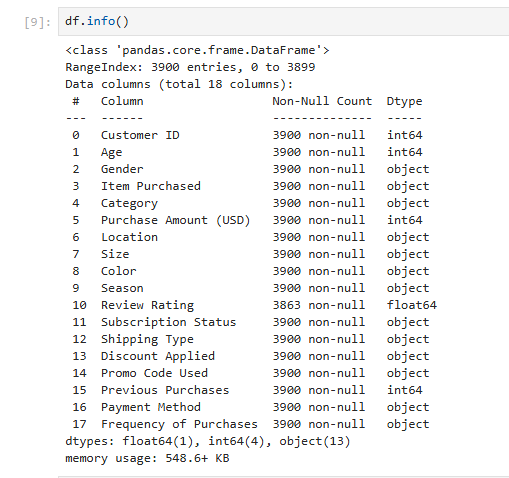 [9]: df.info()
<class 'pandas.core.frame.DataFrame'>
RangeIndex: 3900 entries, 0 to 3899
Data columns (total 18 columns):
 #   Column                  Non-Null Count  Dtype
---  ------                  --------------  -----
 0   Customer ID             3900 non-null   int64
 1   Age                     3900 non-null   int64
 2   Gender                  3900 non-null   object
 3   Item Purchased          3900 non-null   object
 4   Category                3900 non-null   object
 5   Purchase Amount (USD)   3900 non-null   int64
 6   Location                3900 non-null   object
 7   Size                    3900 non-null   object
 8   Color                   3900 non-null   object
 9   Season                  3900 non-null   object
 10  Review Rating           3863 non-null   float64
 11  Subscription Status     3900 non-null   object
 12  Shipping Type           3900 non-null   object
 13  Discount Applied        3900 non-null   object
 14  Promo Code Used         3900 non-null   object
 15  Previous Purchases      3900 non-null   int64
 16  Payment Method          3900 non-null   object
 17  Frequency of Purchases  3900 non-null   object
dtypes: float64(1), int64(4), object(13)
memory usage: 548.6+ KB